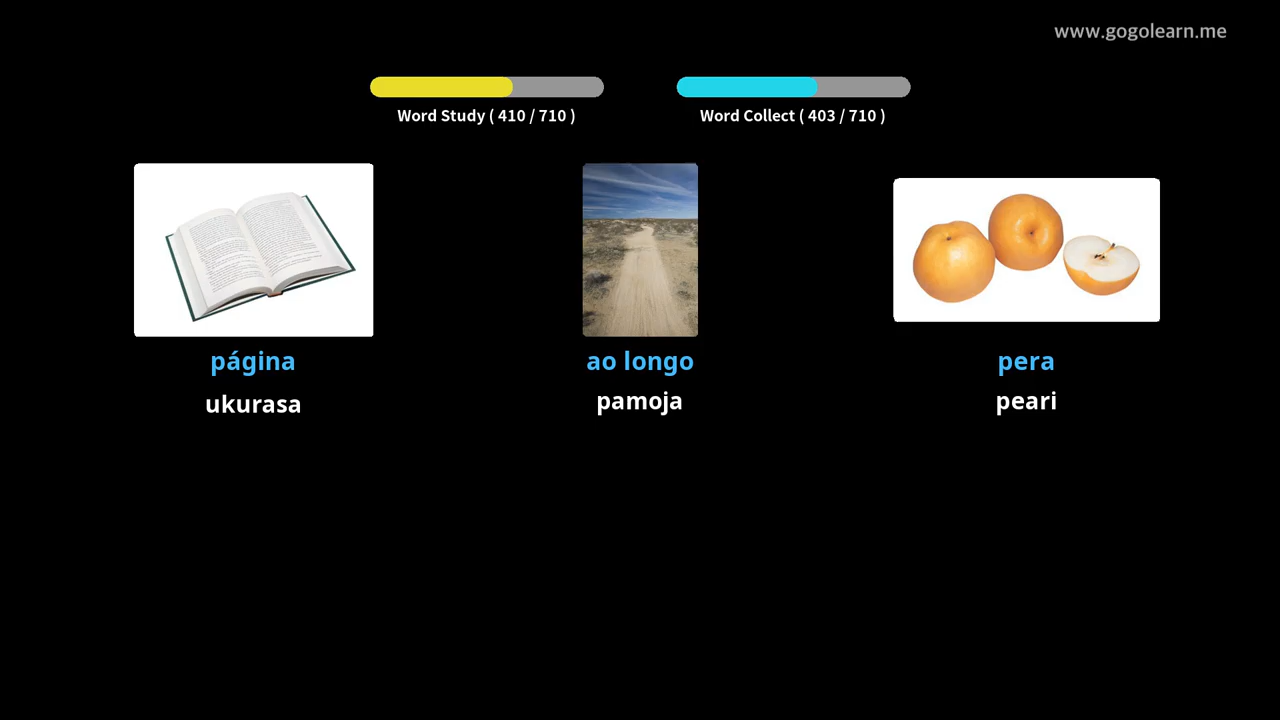 www.gogolearn.me
Word Study ( 410 / 710 )
Word Collect ( 403 / 710 )
página
ao longo
pera
ukurasa
pamoja
peari